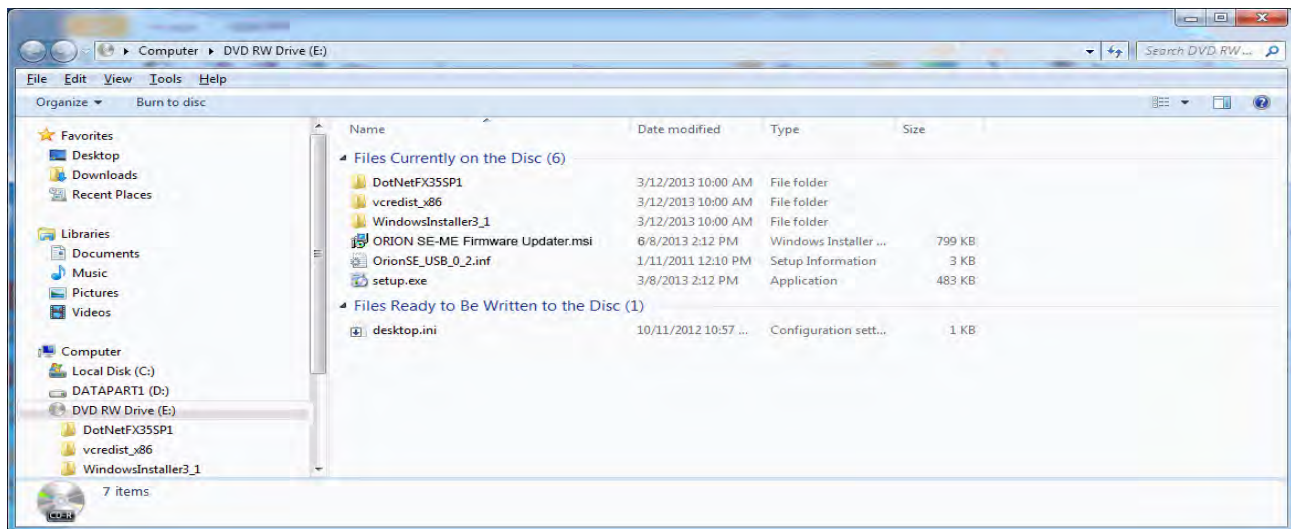 Computer ▸ DVD RW Drive (E:)
Search DVD RW ...
File Edit View Tools Help
Organize Burn to disc
Favorites
Desktop
Downloads
Recent Places
Libraries
Documents
Music
Pictures
Videos
Computer
Local Disk (C:)
DATAPART1 (D:)
DVD RW Drive (E:)
DotNetFX35SP1
vcredist_x86
WindowsInstaller3_1
Name Date modified Type Size
Files Currently on the Disc (6)
DotNetFX35SP1 3/12/2013 10:00 AM File folder
vcredist_x86 3/12/2013 10:00 AM File folder
WindowsInstaller3_1 3/12/2013 10:00 AM File folder
ORION SE-ME Firmware Updater.msi 6/8/2013 2:12 PM Windows Installer ... 799 KB
OrionSE_USB_0_2.inf 1/11/2011 12:10 PM Setup Information 3 KB
setup.exe 3/8/2013 2:12 PM Application 483 KB
Files Ready to Be Written to the Disc (1)
desktop.ini 10/11/2012 10:57 ... Configuration sett... 1 KB
7 items
CD-R